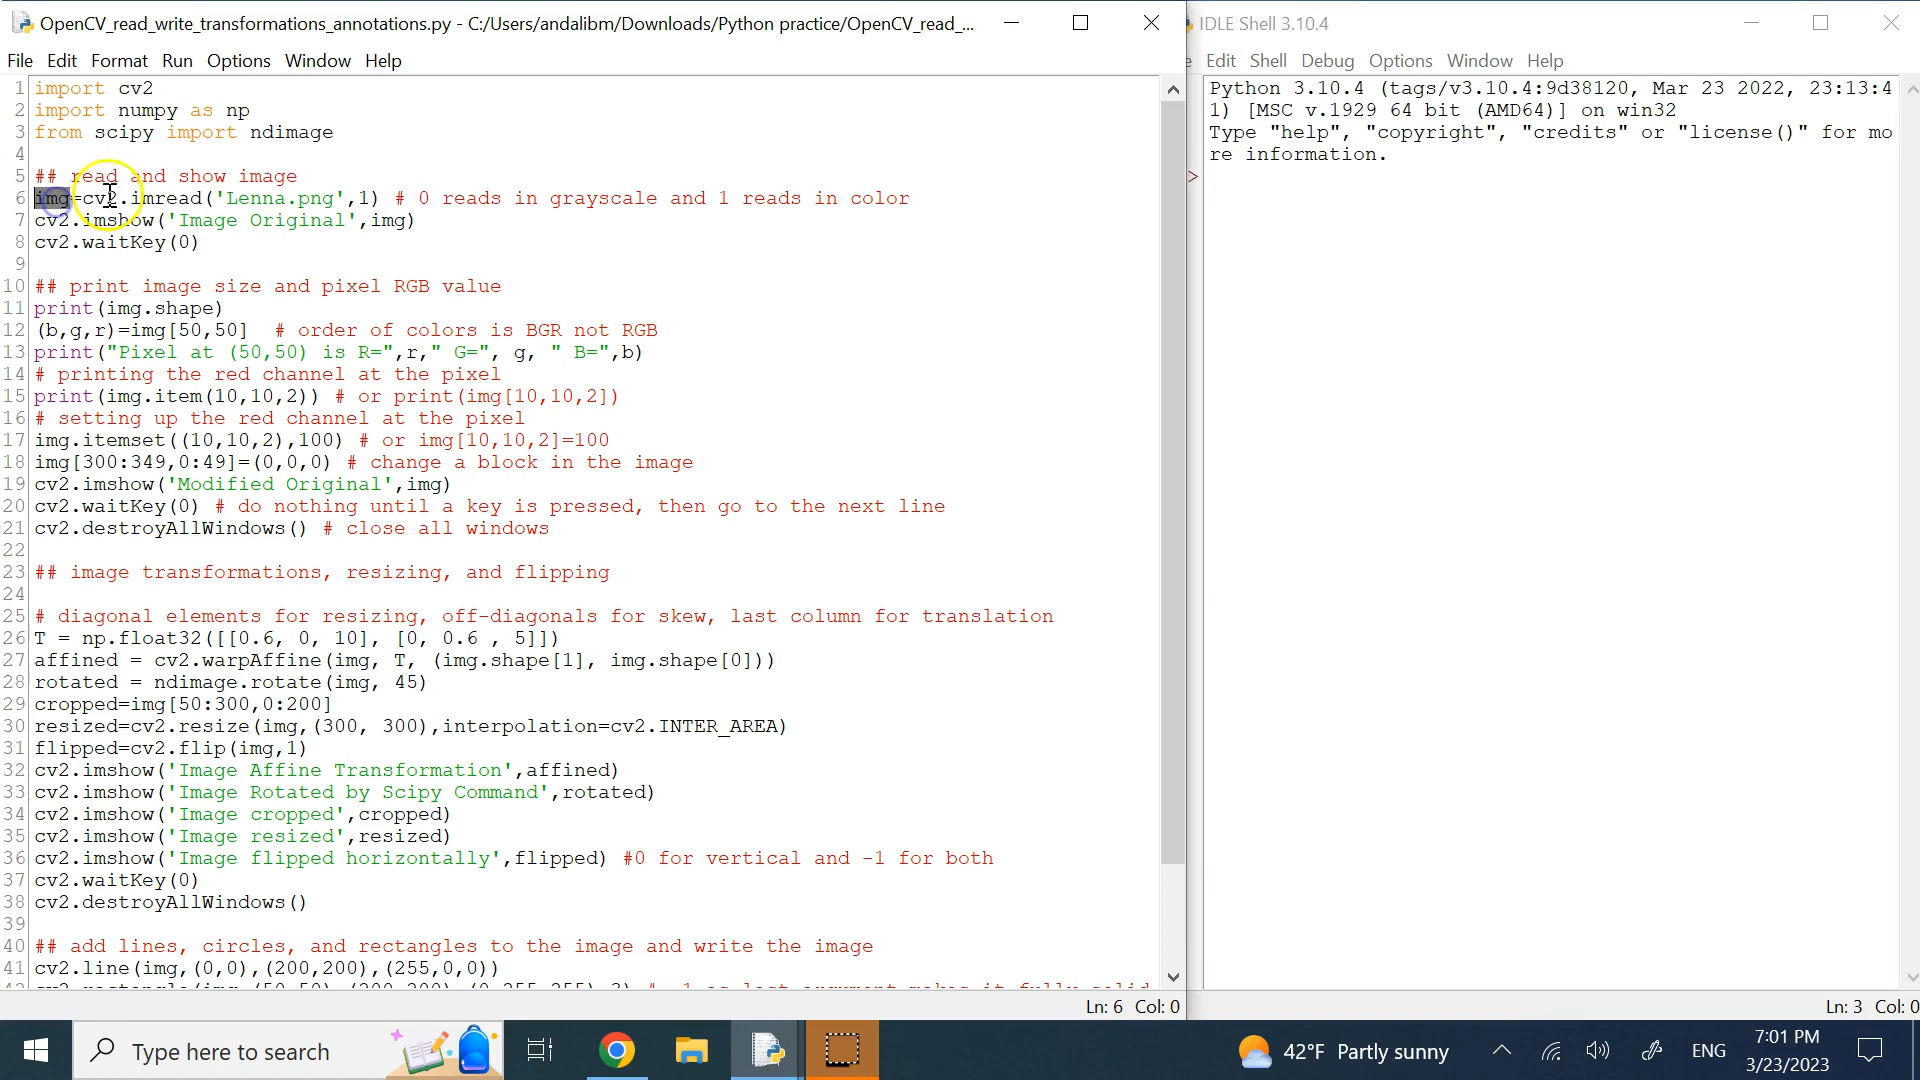 OpenCV_read_write_transformations_annotations.py - C:/Users/andalibm/Downloads/Python practice/OpenCV_read_...
File Edit Format Run Options Window Help
1 import cv2
2 import numpy as np
3 from scipy import ndimage
4
5 ## read and show image
6 img=cv2.imread('Lenna.png',1) # 0 reads in grayscale and 1 reads in color
7 cv2.imshow('Image Original',img)
8 cv2.waitKey(0)
9
10 ## print image size and pixel RGB value
11 print(img.shape)
12 (b,g,r)=img[50,50]  # order of colors is BGR not RGB
13 print("Pixel at (50,50) is R=",r," G=", g, " B=",b)
14 # printing the red channel at the pixel
15 print(img.item(10,10,2)) # or print(img[10,10,2])
16 # setting up the red channel at the pixel
17 img.itemset((10,10,2),100) # or img[10,10,2]=100
18 img[300:349,0:49]=(0,0,0) # change a block in the image
19 cv2.imshow('Modified Original',img)
20 cv2.waitKey(0) # do nothing until a key is pressed, then go to the next line
21 cv2.destroyAllWindows() # close all windows
22
23 ## image transformations, resizing, and flipping
24
25 # diagonal elements for resizing, off-diagonals for skew, last column for translation
26 T = np.float32([[0.6, 0, 10], [0, 0.6 , 5]])
27 affined = cv2.warpAffine(img, T, (img.shape[1], img.shape[0]))
28 rotated = ndimage.rotate(img, 45)
29 cropped=img[50:300,0:200]
30 resized=cv2.resize(img,(300, 300),interpolation=cv2.INTER_AREA)
31 flipped=cv2.flip(img,1)
32 cv2.imshow('Image Affine Transformation',affined)
33 cv2.imshow('Image Rotated by Scipy Command',rotated)
34 cv2.imshow('Image cropped',cropped)
35 cv2.imshow('Image resized',resized)
36 cv2.imshow('Image flipped horizontally',flipped) #0 for vertical and -1 for both
37 cv2.waitKey(0)
38 cv2.destroyAllWindows()
39
40 ## add lines, circles, and rectangles to the image and write the image
41 cv2.line(img,(0,0),(200,200),(255,0,0))
Ln: 6 Col: 0
IDLE Shell 3.10.4
Edit Shell Debug Options Window Help
Python 3.10.4 (tags/v3.10.4:9d38120, Mar 23 2022, 23:13:4
1) [MSC v.1929 64 bit (AMD64)] on win32
Type "help", "copyright", "credits" or "license()" for mo
re information.
>
Ln: 3 Col: 0
Type here to search
42°F Partly sunny
ENG
7:01 PM
3/23/2023